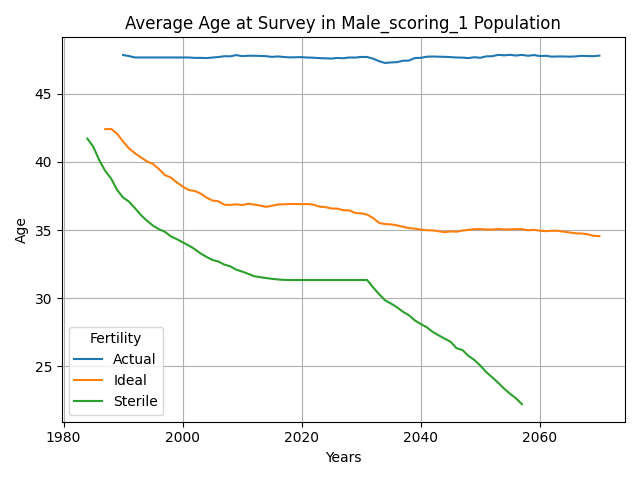 Average Age at Survey in Male_scoring_1 Population
Age
45
40
35
30
25
Fertility
Actual
Ideal
Sterile
1980 2000 2020 2040 2060
Years